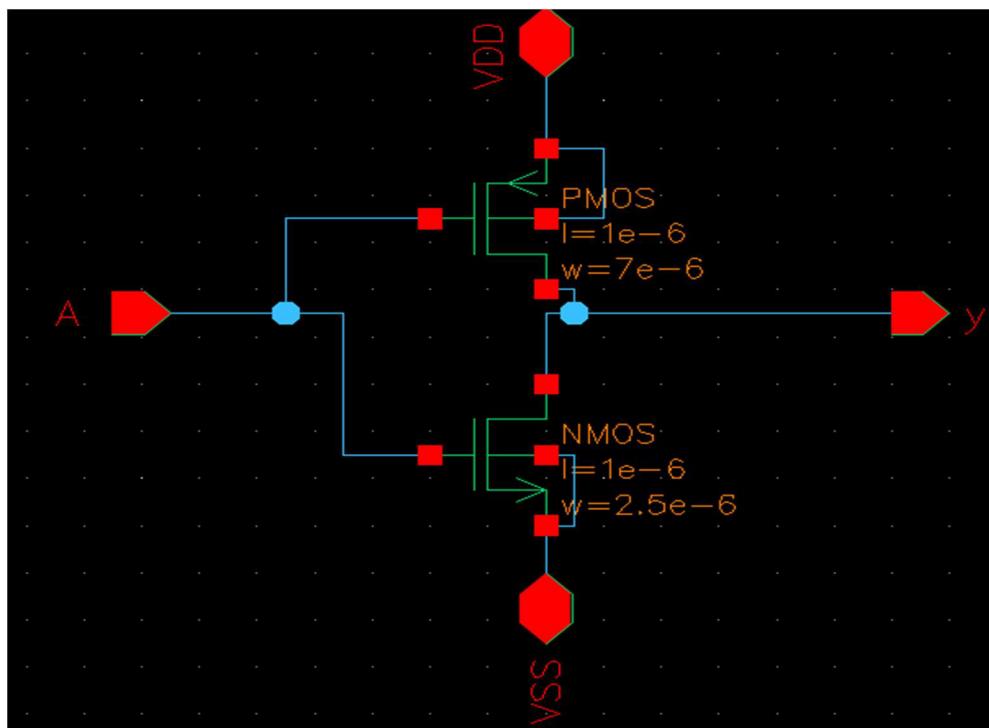 VDD
PMOS
l=1e-6
w=7e-6
A
y
NMOS
l=1e-6
w=2.5e-6
VSS